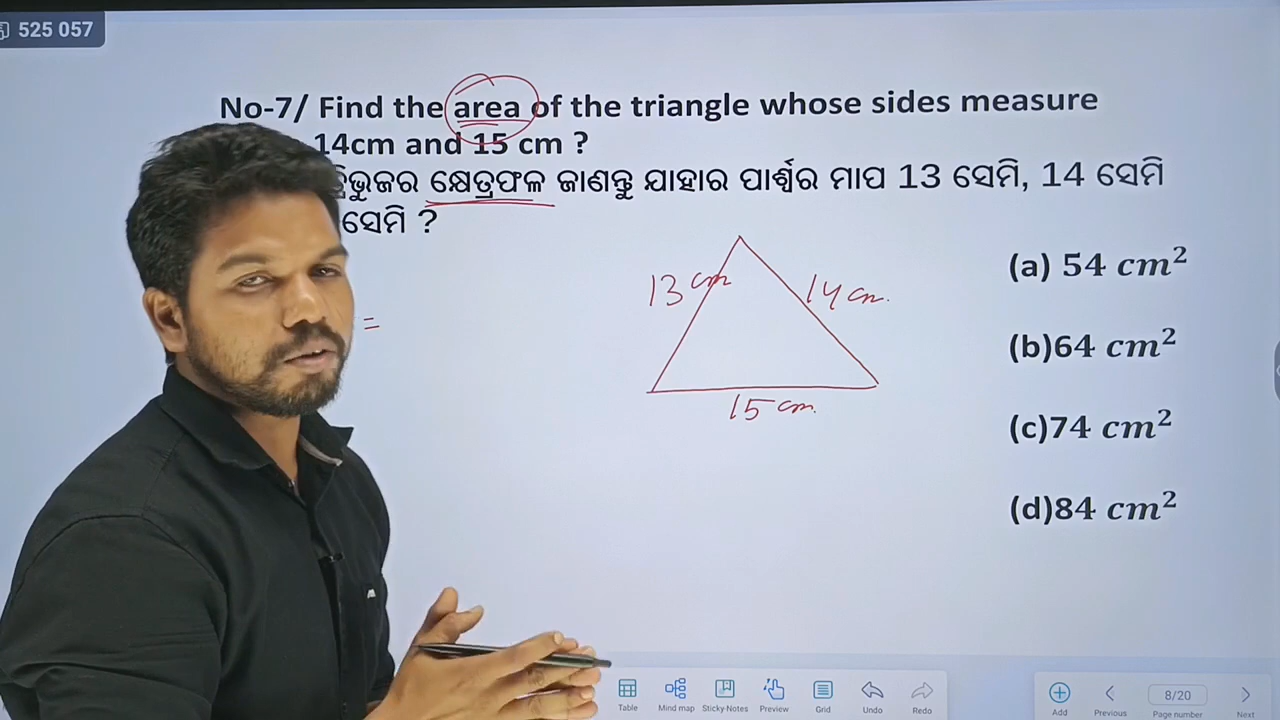 525 057
No-7/ Find the area of the triangle whose sides measure
14cm and 15 cm ?
ତ୍ରିଭୁଜର କ୍ଷେତ୍ରଫଳ ଜାଣନ୍ତୁ ଯାହାର ପାର୍ଶ୍ୱର ମାପ 13 ସେମି, 14 ସେମି
ସେମି ?
=
13 cm
14 cm.
15 cm.
(a) 54 cm²
(b)64 cm²
(c)74 cm²
(d)84 cm²
Table Mind map Sticky-Notes Preview Grid Undo Redo
8/20
Add Previous Page number Next